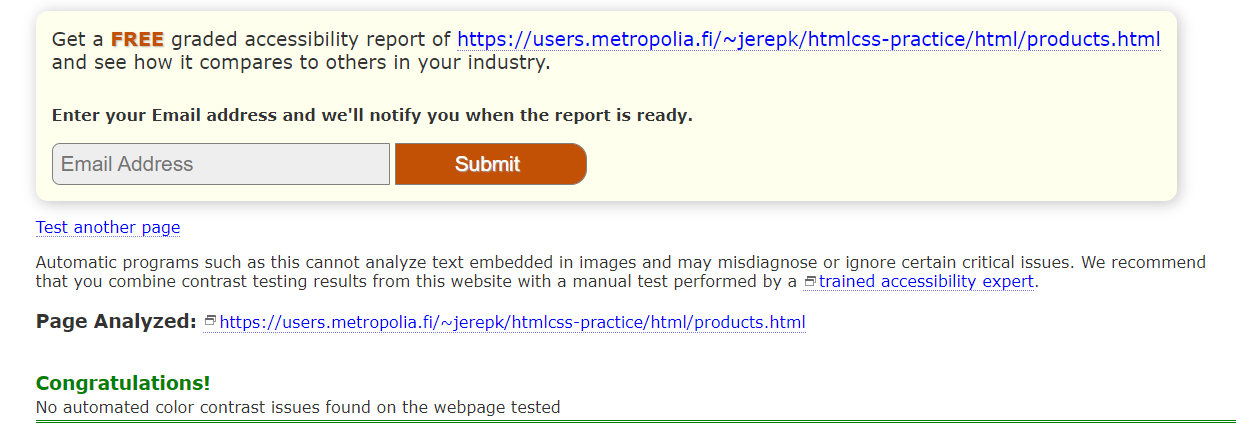 Get a FREE graded accessibility report of https://users.metropolia.fi/~jerepk/htmlcss-practice/html/products.html
and see how it compares to others in your industry.
Enter your Email address and we'll notify you when the report is ready.
Email Address Submit
Test another page
Automatic programs such as this cannot analyze text embedded in images and may misdiagnose or ignore certain critical issues. We recommend
that you combine contrast testing results from this website with a manual test performed by a trained accessibility expert.
Page Analyzed: https://users.metropolia.fi/~jerepk/htmlcss-practice/html/products.html
Congratulations!
No automated color contrast issues found on the webpage tested